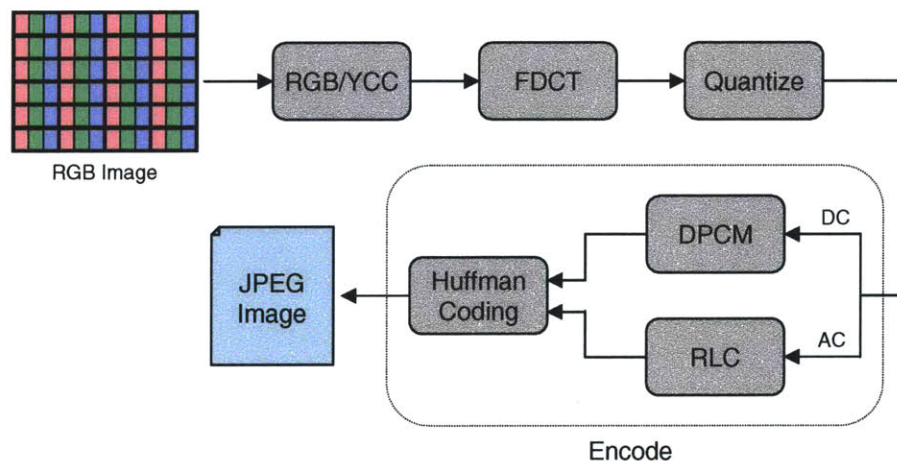 RGB Image
RGB/YCC
FDCT
Quantize
DC
DPCM
Huffman
Coding
JPEG
Image
AC
RLC
Encode